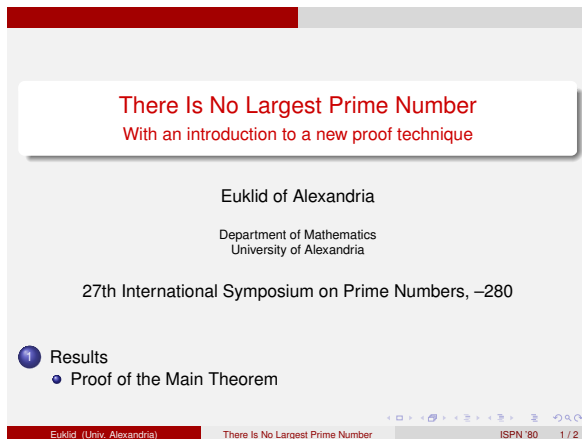 There Is No Largest Prime Number
With an introduction to a new proof technique
Euklid of Alexandria
Department of Mathematics
University of Alexandria
27th International Symposium on Prime Numbers, –280
1 Results
Proof of the Main Theorem
Euklid (Univ. Alexandria) There Is No Largest Prime Number ISPN '80 1 / 2